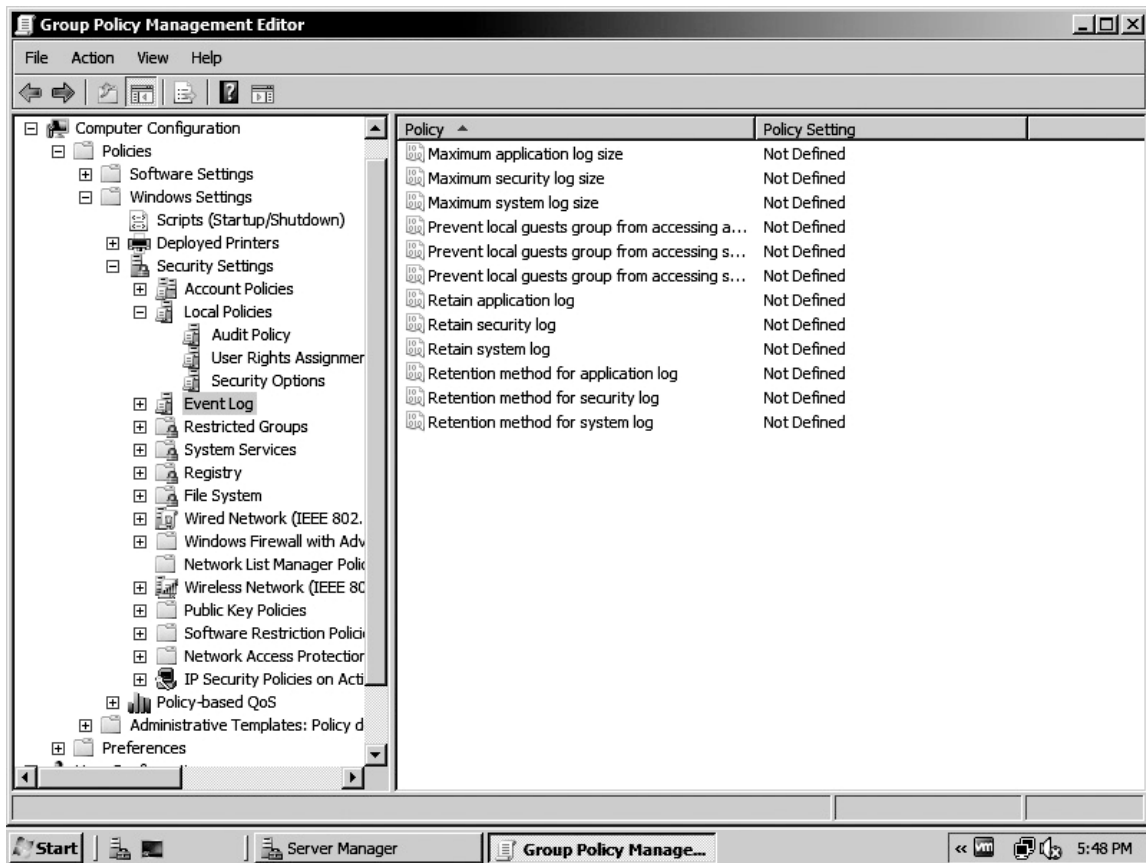 Group Policy Management Editor
File Action View Help
Computer Configuration
Policies
Software Settings
Windows Settings
Scripts (Startup/Shutdown)
Deployed Printers
Security Settings
Account Policies
Local Policies
Audit Policy
User Rights Assignmer
Security Options
Event Log
Restricted Groups
System Services
Registry
File System
Wired Network (IEEE 802.
Windows Firewall with Adv
Network List Manager Polic
Wireless Network (IEEE 80
Public Key Policies
Software Restriction Polici
Network Access Protection
IP Security Policies on Acti
Policy-based QoS
Administrative Templates: Policy d
Preferences
Policy Policy Setting
Maximum application log size Not Defined
Maximum security log size Not Defined
Maximum system log size Not Defined
Prevent local guests group from accessing a... Not Defined
Prevent local guests group from accessing s... Not Defined
Prevent local guests group from accessing s... Not Defined
Retain application log Not Defined
Retain security log Not Defined
Retain system log Not Defined
Retention method for application log Not Defined
Retention method for security log Not Defined
Retention method for system log Not Defined
Start Server Manager Group Policy Manage... « vm 5:48 PM